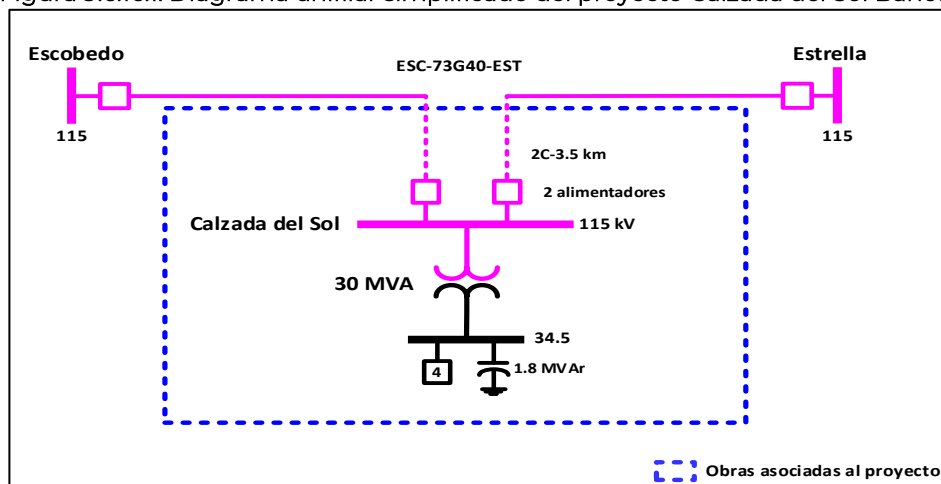 Escobedo
Estrella
ESC-73G40-EST
115
115
2C-3.5 km
2 alimentadores
Calzada del Sol
115 kV
30 MVA
34.5
4
1.8 MVAr
Obras asociadas al proyecto